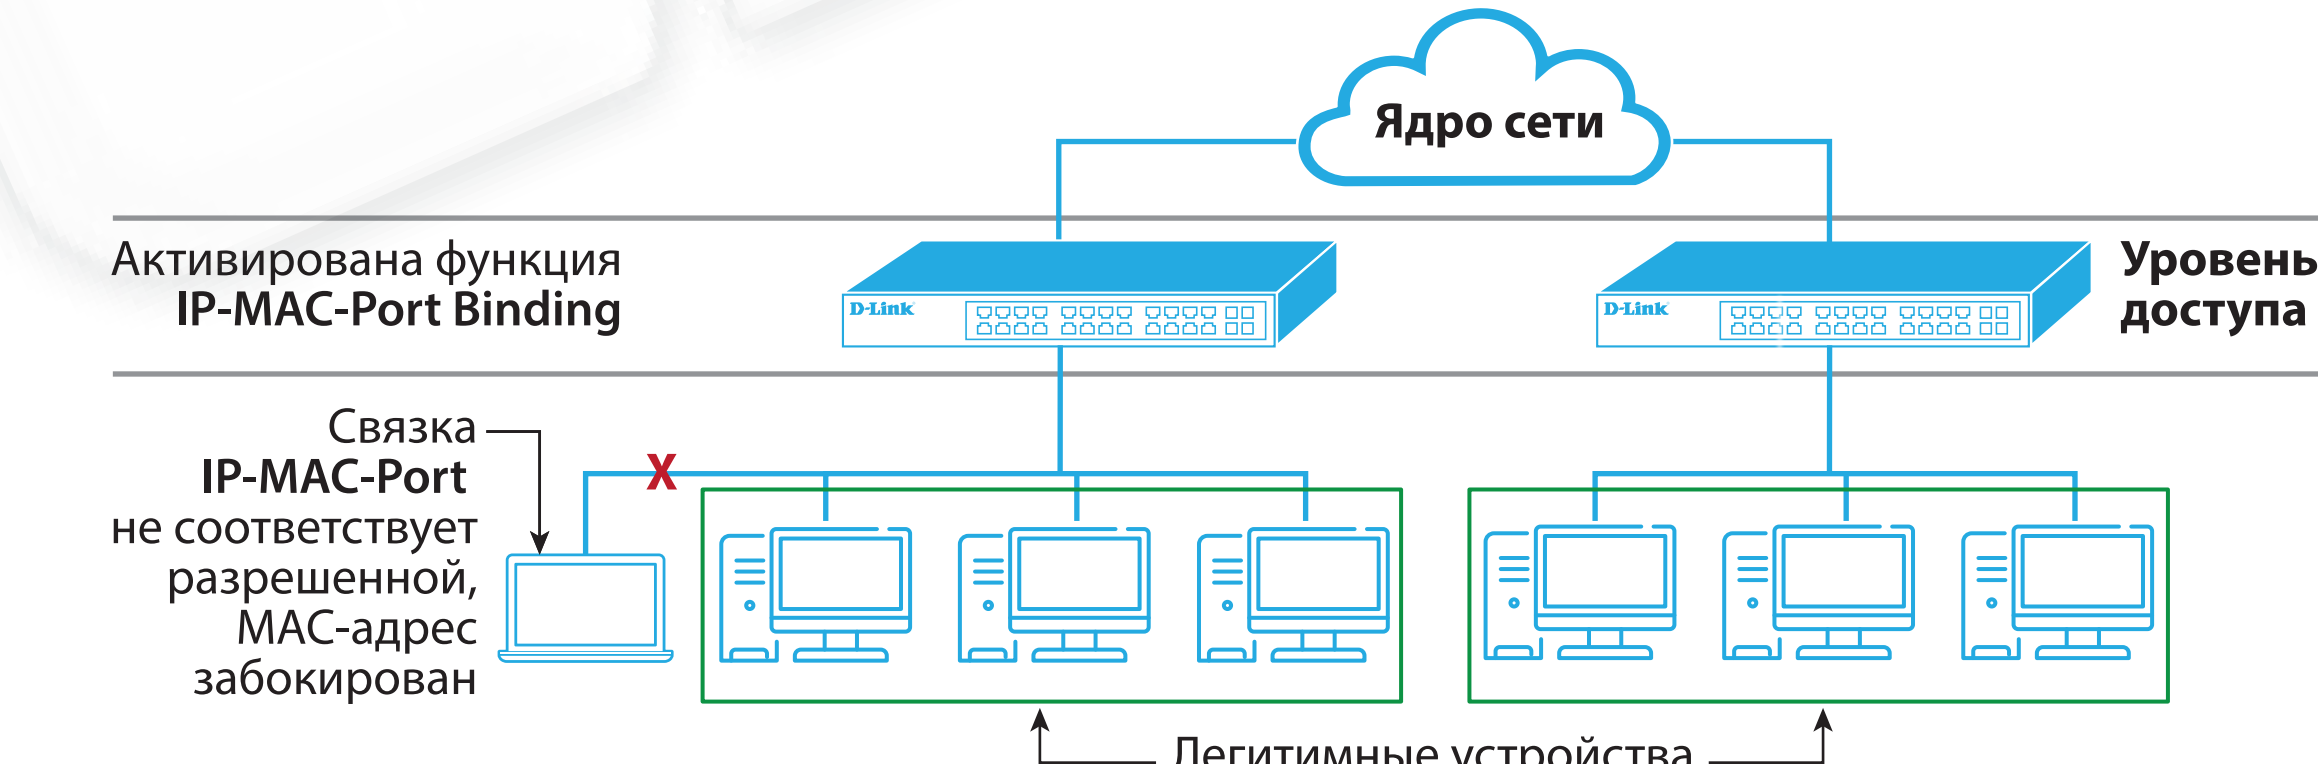 Ядро сети
Активирована функция
IP-MAC-Port Binding
D-Link
D-Link
Уровень
доступа
Связка
IP-MAC-Port
не соответствует
разрешенной,
MAC-адрес
забокирован
X
Легитимные устройства